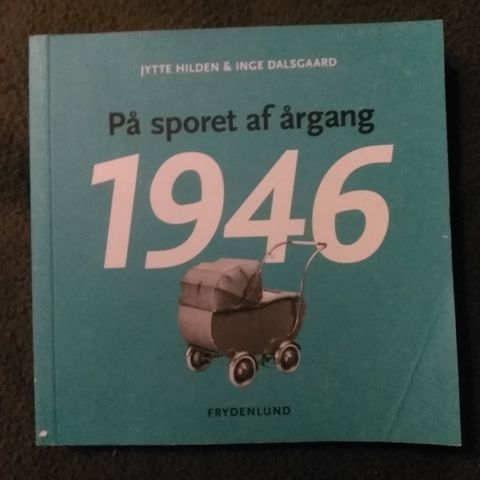 JYTTE HILDEN & INGE DALSGAARD
På sporet af årgang
1946
FRYDENLUND